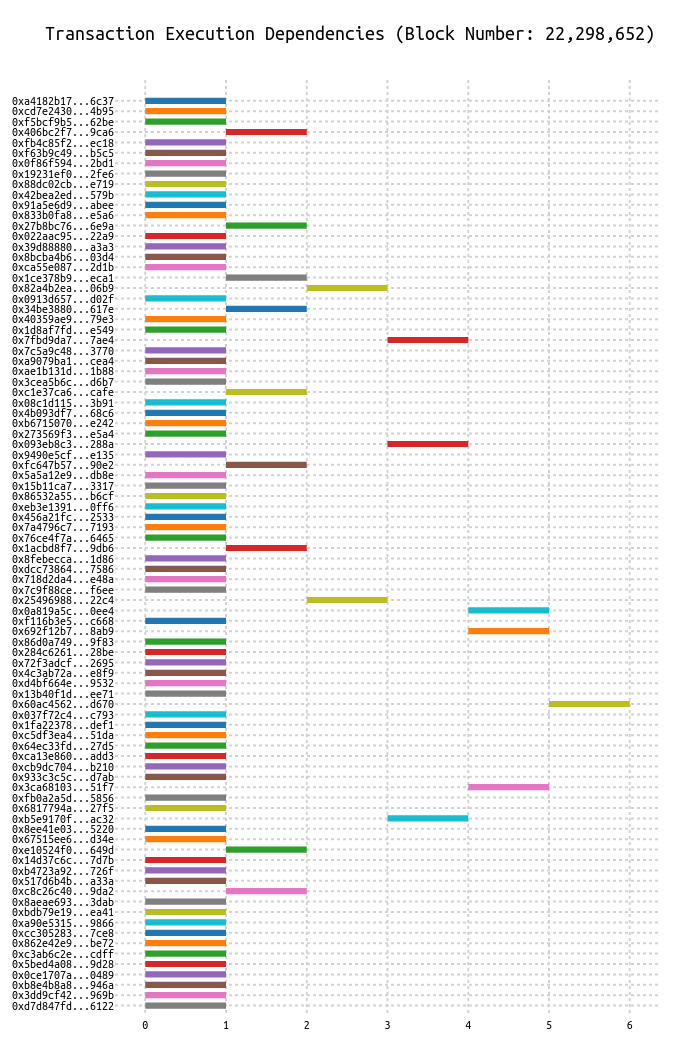 Transaction Execution Dependencies (Block Number: 22,298,652)
0xa4182b17...6c37
0xcd7e2430...4b95
0xf5bcf9b5...62be
0x406bc2f7...9ca6
0xfb4c85f2...ec18
0xf63b9c49...b5c5
0x0f86f594...2bd1
0x19231ef0...2fe6
0x88dc02cb...e719
0x42bea2ed...579b
0x91a5e6d9...abee
0x833b0fa8...e5a6
0x27b8bc76...6e9a
0x022aac95...22a9
0x39d88880...a3a3
0x8bcba4b6...03d4
0xca55e087...2d1b
0x1ce378b9...eca1
0x82a4b2ea...06b9
0x0913d657...d02f
0x34be3880...617e
0x40359ae9...79e3
0x1d8af7fd...e549
0x7fbd9da7...7ae4
0x7c5a9c48...3770
0xa9079ba1...cea4
0xae1b131d...1b88
0x3cea5b6c...d6b7
0xc1e37ca6...cafe
0x08c1d115...3b91
0x4b093df7...68c6
0xb6715070...e242
0x273569f3...e5a4
0x093eb8c3...288a
0x9490e5cf...e135
0xfc647b57...90e2
0x5a5a12e9...db8e
0x15b11ca7...3317
0x86532a55...b6cf
0xeb3e1391...0ff6
0x456a21fc...2533
0x7a4796c7...7193
0x76ce4f7a...6465
0x1acbd8f7...9db6
0x8febecca...1d86
0xdcc73864...7586
0x718d2da4...e48a
0x7c9f88ce...f6ee
0x25496988...22c4
0x0a819a5c...0ee4
0xf116b3e5...c668
0x692f12b7...8ab9
0x86d0a749...9f83
0x284c6261...28be
0x72f3adcf...2695
0x4c3ab72a...e8f9
0xd4bf664e...9532
0x13b40f1d...ee71
0x60ac4562...d670
0x037f72c4...c793
0x1fa22378...def1
0xc5df3ea4...51da
0x64ec33fd...27d5
0xca13e860...add3
0xcb9dc704...b210
0x933c3c5c...d7ab
0x3ca68103...51f7
0xfb0a2a5d...5856
0x6817794a...27f5
0xb5e9170f...ac32
0x8ee41e03...5220
0x67515ee6...d34e
0xe10524f0...649d
0x14d37c6c...7d7b
0xb4723a92...726f
0x517d6b4b...a33a
0xc8c26c40...9da2
0x8aeae693...3dab
0xbdb79e19...ea41
0xa90e5315...9866
0xcc305283...7ce8
0x862e42e9...be72
0xc3ab6c2e...cdff
0x5bed4a08...9d28
0x0ce1707a...0489
0xb8e4b8a8...946a
0x3dd9cf42...969b
0xd7d847fd...6122
0 1 2 3 4 5 6